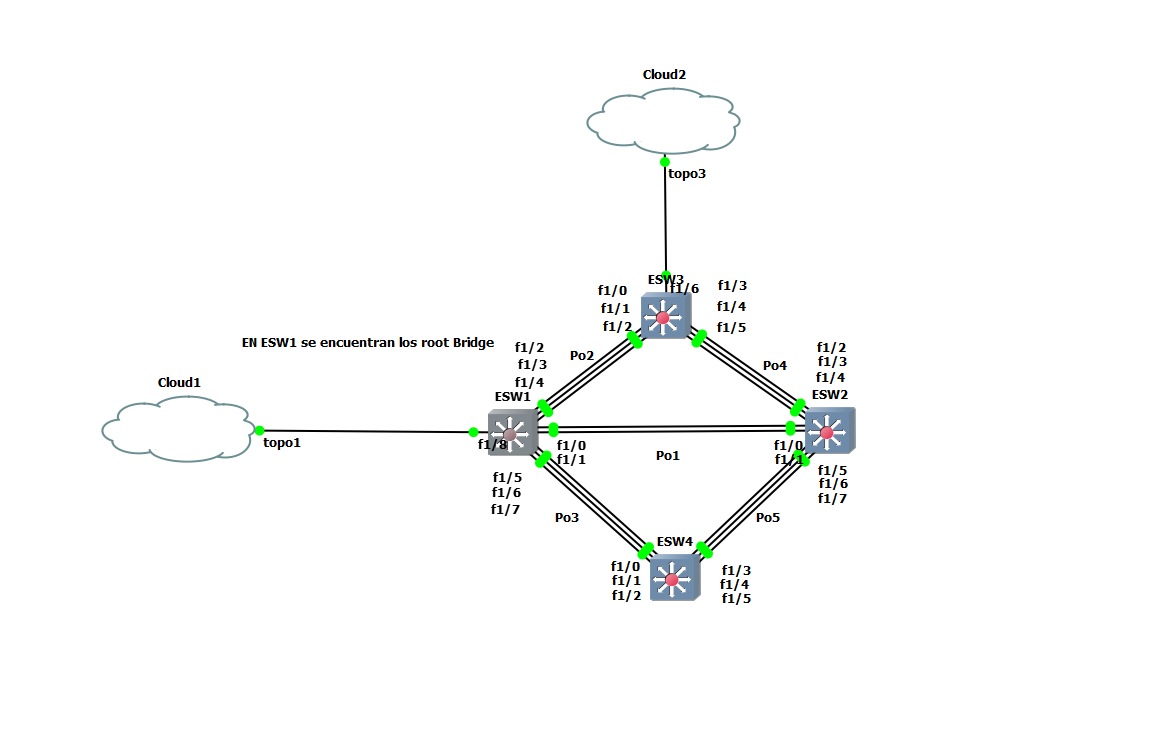 Cloud2
topo3
ESW3
f1/0
f1/1
f1/2
f1/6
f1/3
f1/4
f1/5
EN ESW1 se encuentran los root Bridge
f1/2
f1/3
f1/4
Po2
Po4
f1/2
f1/3
f1/4
Cloud1
topo1
ESW1
f1/8
f1/0
f1/1
Po1
ESW2
f1/0
f1/1
f1/5
f1/6
f1/7
f1/5
f1/6
f1/7
Po3
Po5
ESW4
f1/0
f1/1
f1/2
f1/3
f1/4
f1/5